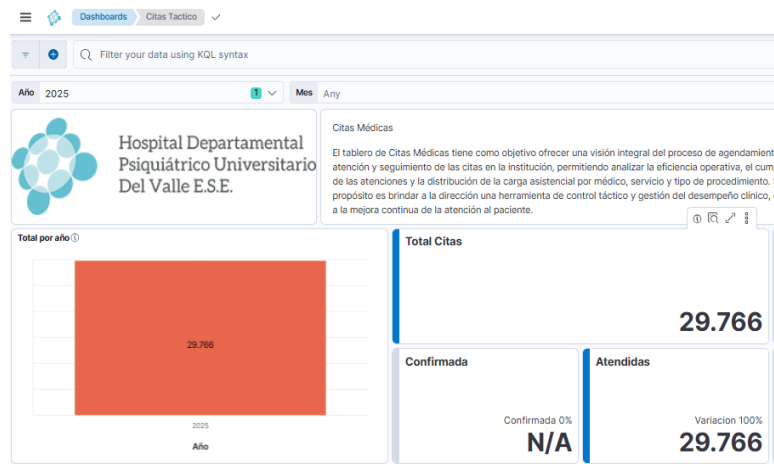 Dashboards
Citas Tactico
Filter your data using KQL syntax
Año 2025 1
Mes Any
Hospital Departamental
Psiquiátrico Universitario
Del Valle E.S.E.
Citas Médicas
El tablero de Citas Médicas tiene como objetivo ofrecer una visión integral del proceso de agendamient
atención y seguimiento de las citas en la institución, permitiendo analizar la eficiencia operativa, el cum
de las atenciones y la distribución de la carga asistencial por médico, servicio y tipo de procedimiento.
propósito es brindar a la dirección una herramienta de control táctico y gestión del desempeño clínico,
a la mejora continua de la atención al paciente.
Total por año
29.766
2025
Año
Total Citas
29.766
Confirmada
Confirmada 0%
N/A
Atendidas
Variacion 100%
29.766